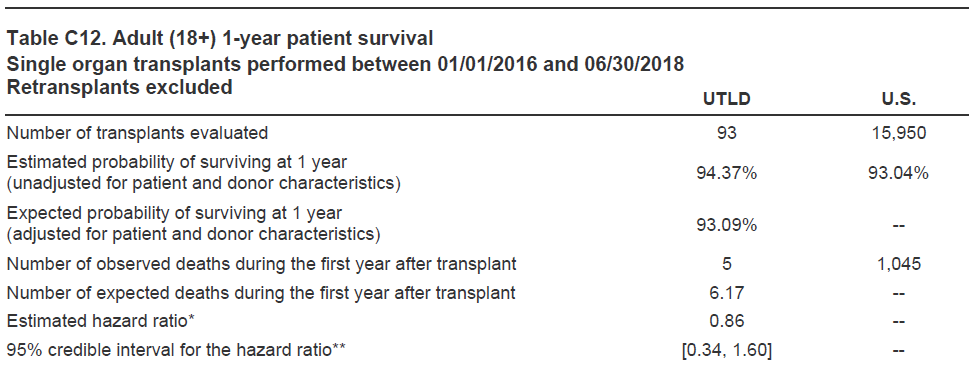 Table C12. Adult (18+) 1-year patient survival
Single organ transplants performed between 01/01/2016 and 06/30/2018
Retransplants excluded
UTLD U.S.
Number of transplants evaluated 93 15,950
Estimated probability of surviving at 1 year
(unadjusted for patient and donor characteristics) 94.37% 93.04%
Expected probability of surviving at 1 year
(adjusted for patient and donor characteristics) 93.09% --
Number of observed deaths during the first year after transplant 5 1,045
Number of expected deaths during the first year after transplant 6.17 --
Estimated hazard ratio* 0.86 --
95% credible interval for the hazard ratio** [0.34, 1.60] --